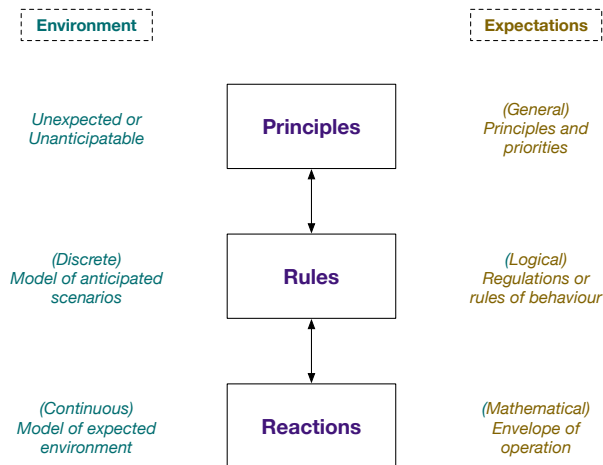 Environment
Expectations
Unexpected or
Unanticipatable
Principles
(General)
Principles and
priorities
(Discrete)
Model of anticipated
scenarios
Rules
(Logical)
Regulations or
rules of behaviour
(Continuous)
Model of expected
environment
Reactions
(Mathematical)
Envelope of
operation